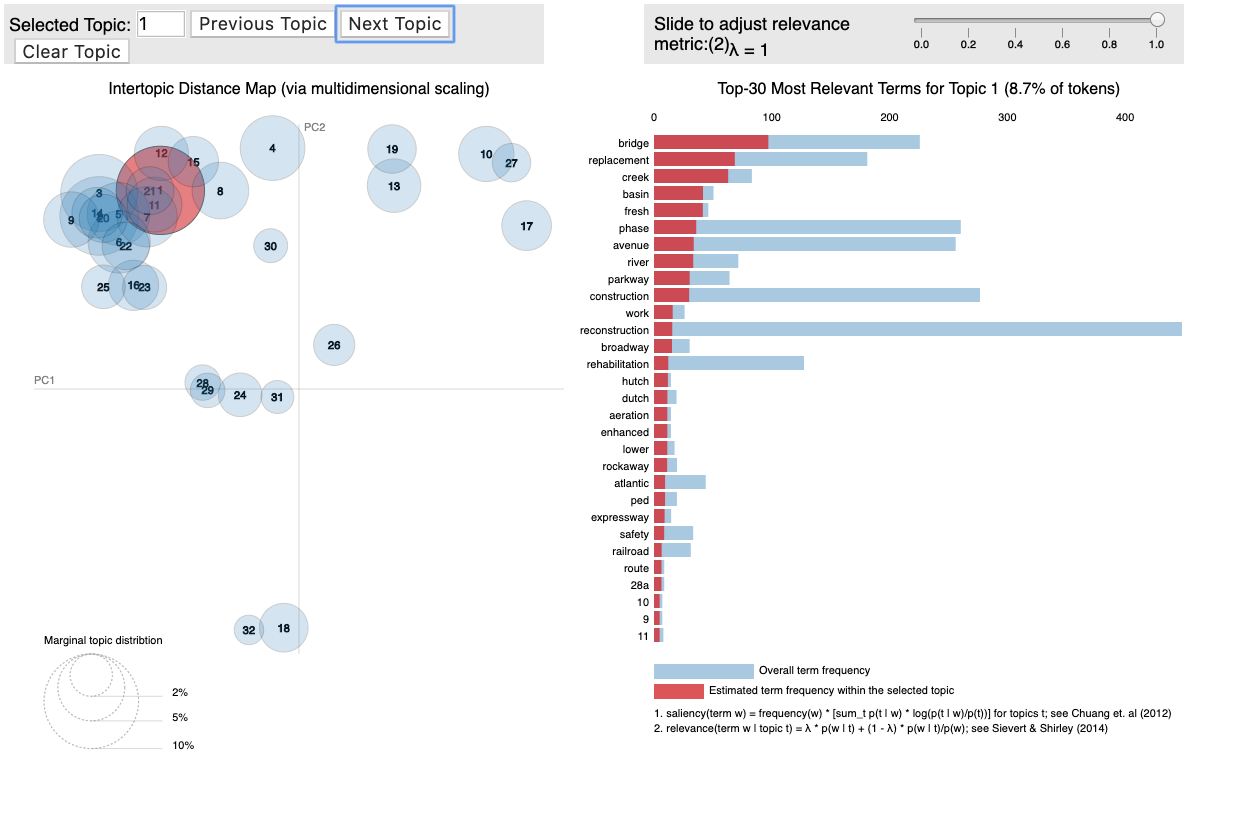 Selected Topic: 1 Previous Topic Next Topic
Clear Topic
Slide to adjust relevance
metric:(2)λ = 1
0.0 0.2 0.4 0.6 0.8 1.0
Intertopic Distance Map (via multidimensional scaling)
PC2
PC1
12
15
4
19
10
27
3
21
1
8
13
11
9
14
20
5
7
17
6
22
30
25
16
23
26
28
29
24
31
32
18
Marginal topic distribtion
2%
5%
10%
Top-30 Most Relevant Terms for Topic 1 (8.7% of tokens)
0 100 200 300 400
bridge
replacement
creek
basin
fresh
phase
avenue
river
parkway
construction
work
reconstruction
broadway
rehabilitation
hutch
dutch
aeration
enhanced
lower
rockaway
atlantic
ped
expressway
safety
railroad
route
28a
10
9
11
Overall term frequency
Estimated term frequency within the selected topic
1. saliency(term w) = frequency(w) * [sum_t p(t | w) * log(p(t | w)/p(t))] for topics t; see Chuang et. al (2012)
2. relevance(term w | topic t) = λ * p(w | t) + (1 - λ) * p(w | t)/p(w); see Sievert & Shirley (2014)